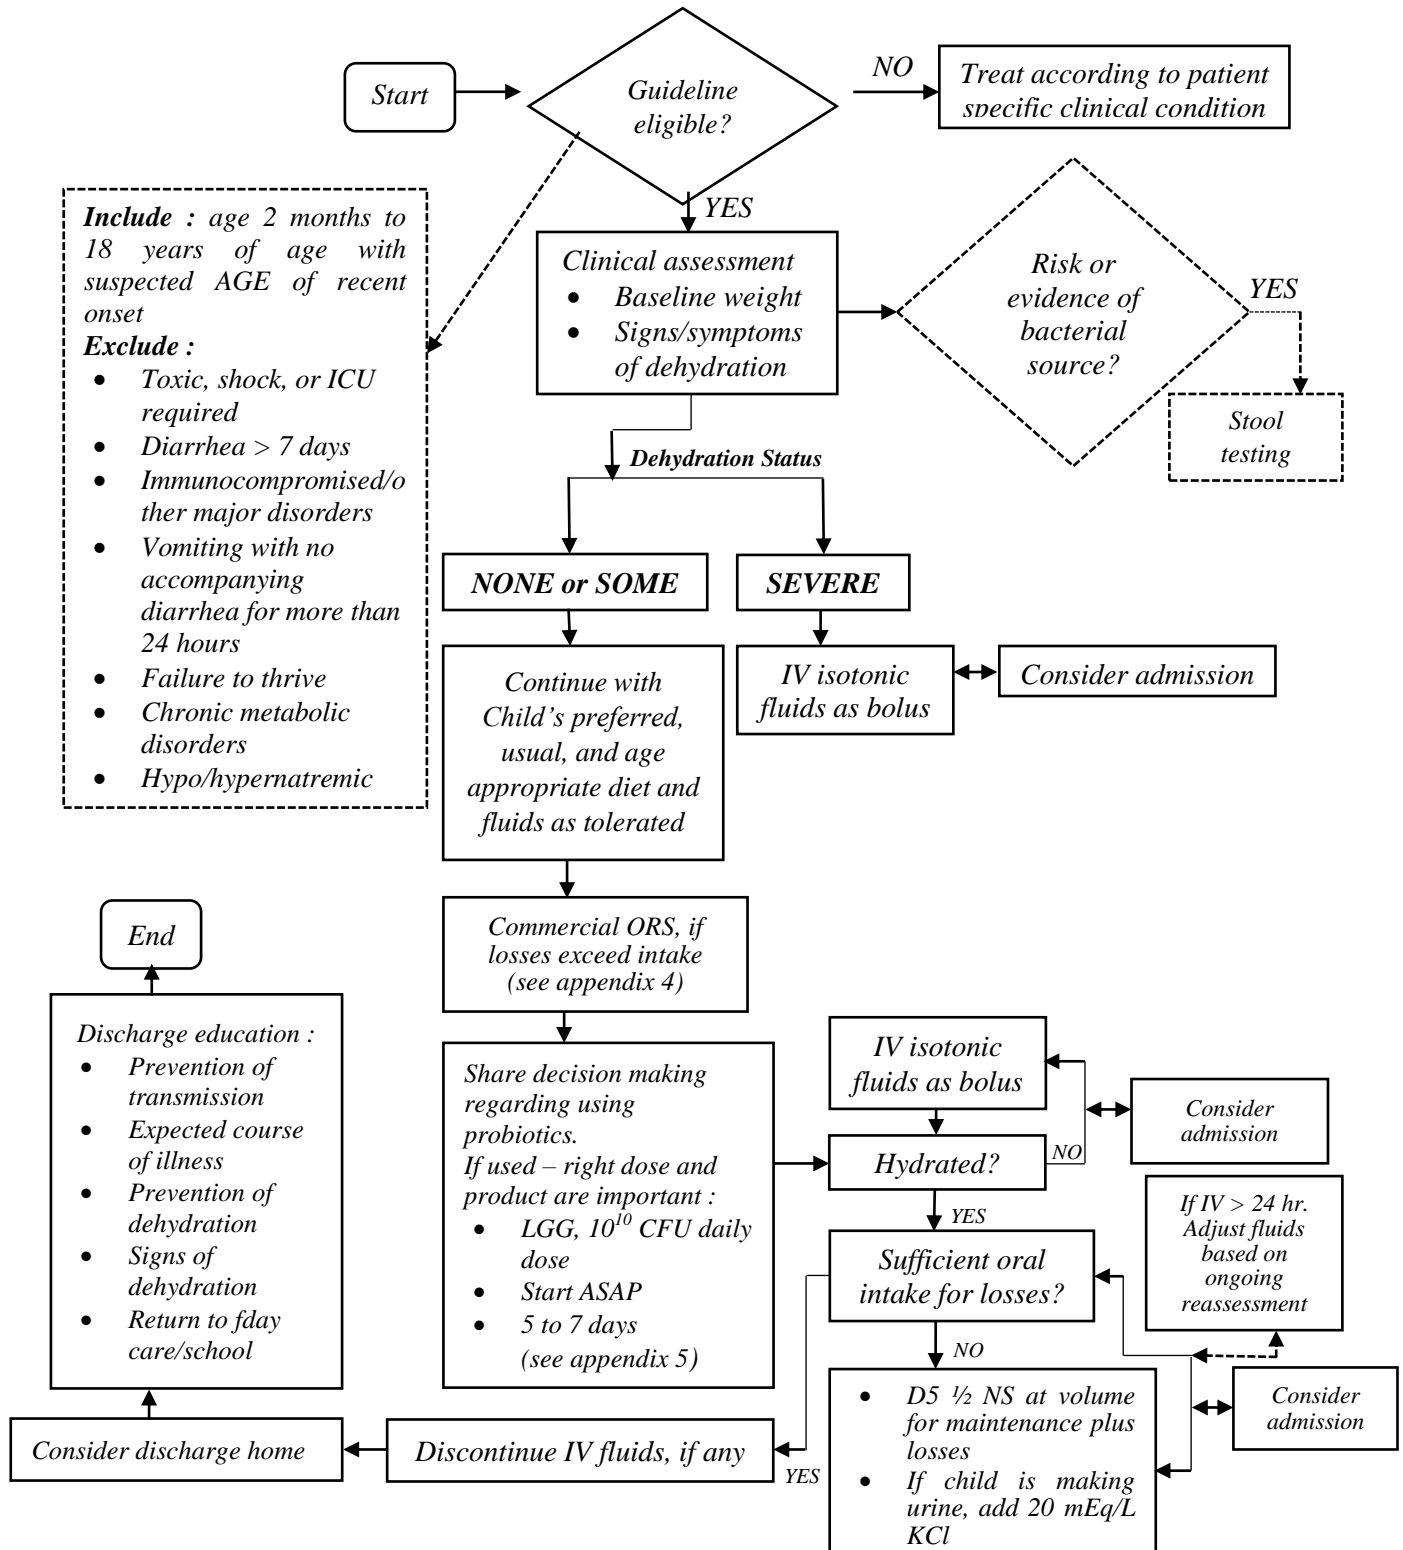 Start
Guideline
eligible?
NO
Treat according to patient
specific clinical condition
YES
Include : age 2 months to
18 years of age with
suspected AGE of recent
onset
Exclude :
• Toxic, shock, or ICU
required
• Diarrhea > 7 days
• Immunocompromised/o
ther major disorders
• Vomiting with no
accompanying
diarrhea for more than
24 hours
• Failure to thrive
• Chronic metabolic
disorders
• Hypo/hypernatremic
Clinical assessment
• Baseline weight
• Signs/symptoms
of dehydration
Risk or
evidence of
bacterial
source?
YES
Stool
testing
Dehydration Status
NONE or SOME
SEVERE
IV isotonic
fluids as bolus
Consider admission
Continue with
Child’s preferred,
usual, and age
appropriate diet and
fluids as tolerated
Commercial ORS, if
losses exceed intake
(see appendix 4)
Share decision making
regarding using
probiotics.
If used – right dose and
product are important :
• LGG, 10¹⁰ CFU daily
dose
• Start ASAP
• 5 to 7 days
(see appendix 5)
IV isotonic
fluids as bolus
Hydrated?
NO
Consider
admission
YES
Sufficient oral
intake for losses?
If IV > 24 hr.
Adjust fluids
based on
ongoing
reassessment
NO
• D5 ½ NS at volume
for maintenance plus
losses
• If child is making
urine, add 20 mEq/L
KCl
Consider
admission
YES
Discontinue IV fluids, if any
Consider discharge home
Discharge education :
• Prevention of
transmission
• Expected course
of illness
• Prevention of
dehydration
• Signs of
dehydration
• Return to fday
care/school
End